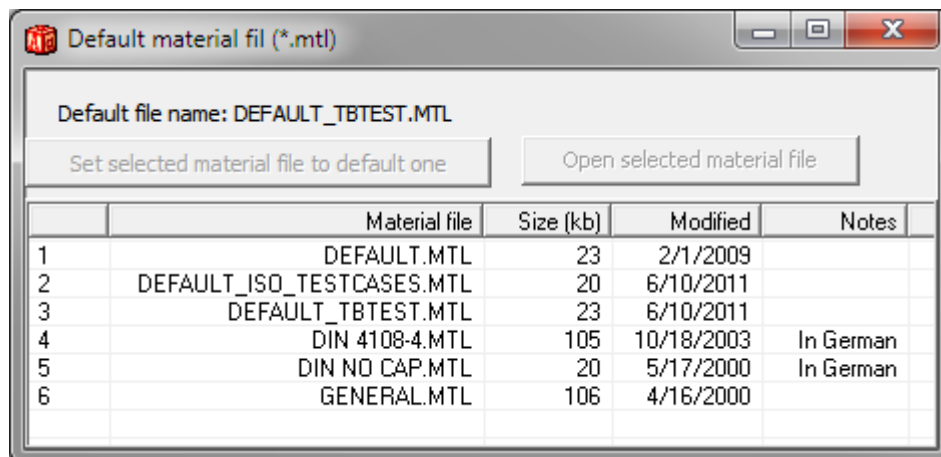 Default material fil (*.mtl)
Default file name: DEFAULT_TBTEST.MTL
Set selected material file to default one Open selected material file
Material file Size (kb) Modified Notes
1 DEFAULT.MTL 23 2/1/2009
2 DEFAULT_ISO_TESTCASES.MTL 20 6/10/2011
3 DEFAULT_TBTEST.MTL 23 6/10/2011
4 DIN 4108-4.MTL 105 10/18/2003 In German
5 DIN NO CAP.MTL 20 5/17/2000 In German
6 GENERAL.MTL 106 4/16/2000